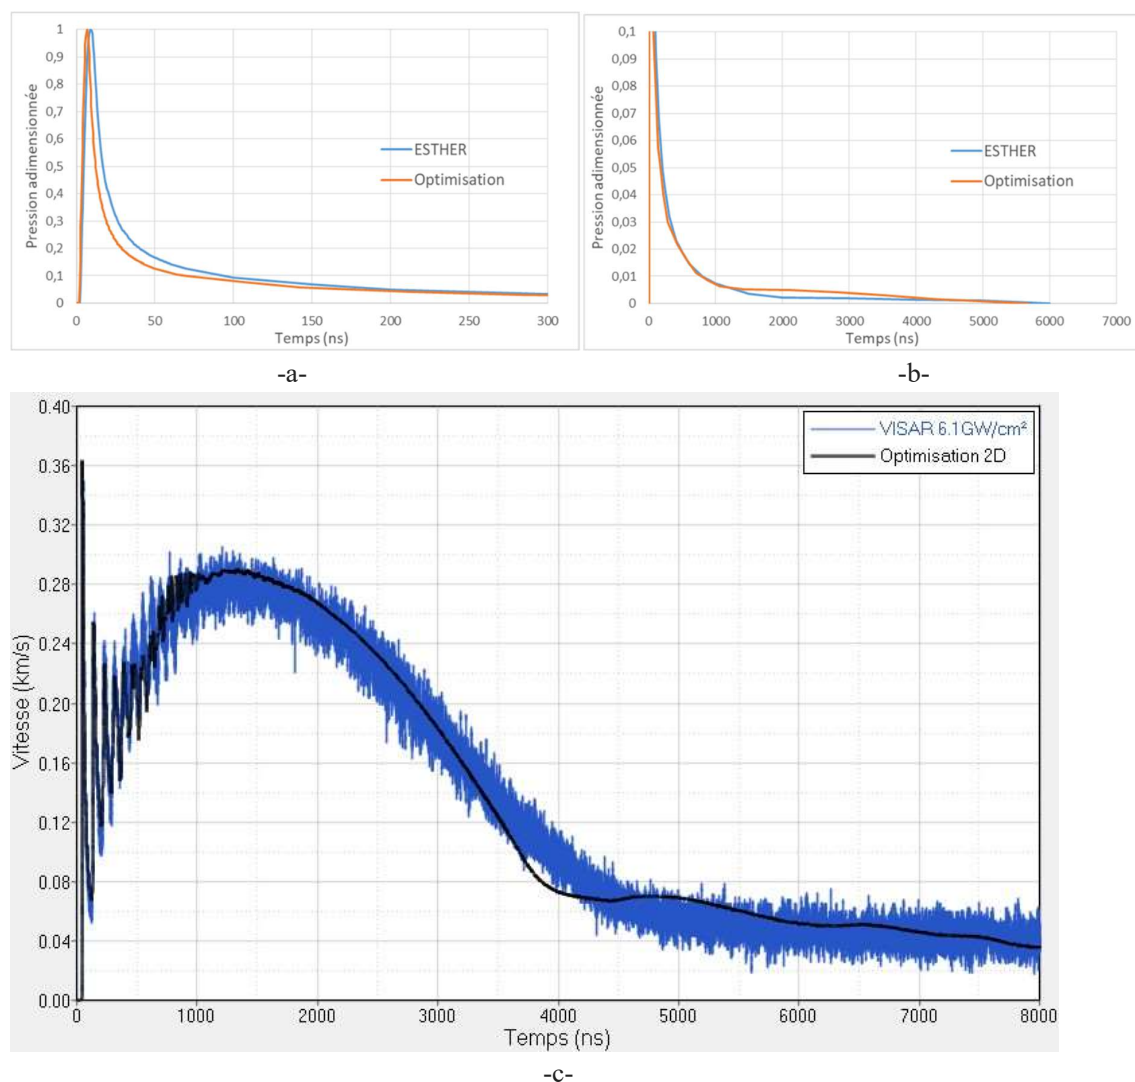 1
0,9
0,8
0,7
0,6
0,5
0,4
0,3
0,2
0,1
0
Pression adimensionnée
ESTHER
Optimisation
0 50 100 150 200 250 300
Temps (ns)
-a-
0,1
0,09
0,08
0,07
0,06
0,05
0,04
0,03
0,02
0,01
0
Pression adimensionnée
ESTHER
Optimisation
0 1000 2000 3000 4000 5000 6000 7000
Temps (ns)
-b-
0.40
0.36
0.32
0.28
0.24
0.20
0.16
0.12
0.08
0.04
0.00
Vitesse (km/s)
VISAR 6.1GW/cm²
Optimisation 2D
0 1000 2000 3000 4000 5000 6000 7000 8000
Temps (ns)
-c-